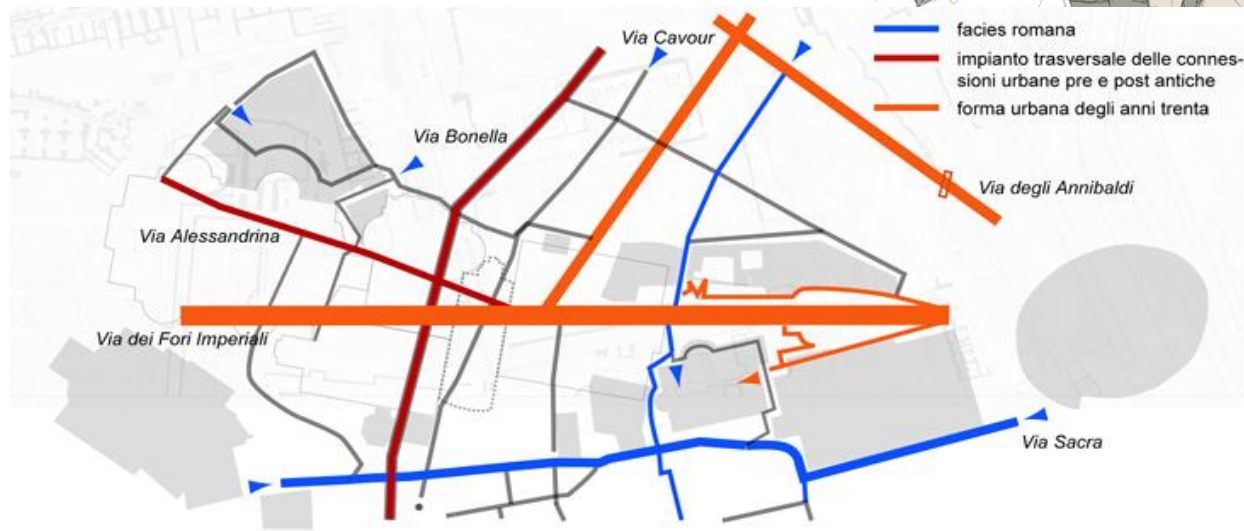 facies romana
impianto trasversale delle connes-
sioni urbane pre e post antiche
forma urbana degli anni trenta
Via Cavour
Via Bonella
Via degli Annibaldi
Via Alessandrina
Via dei Fori Imperiali
Via Sacra